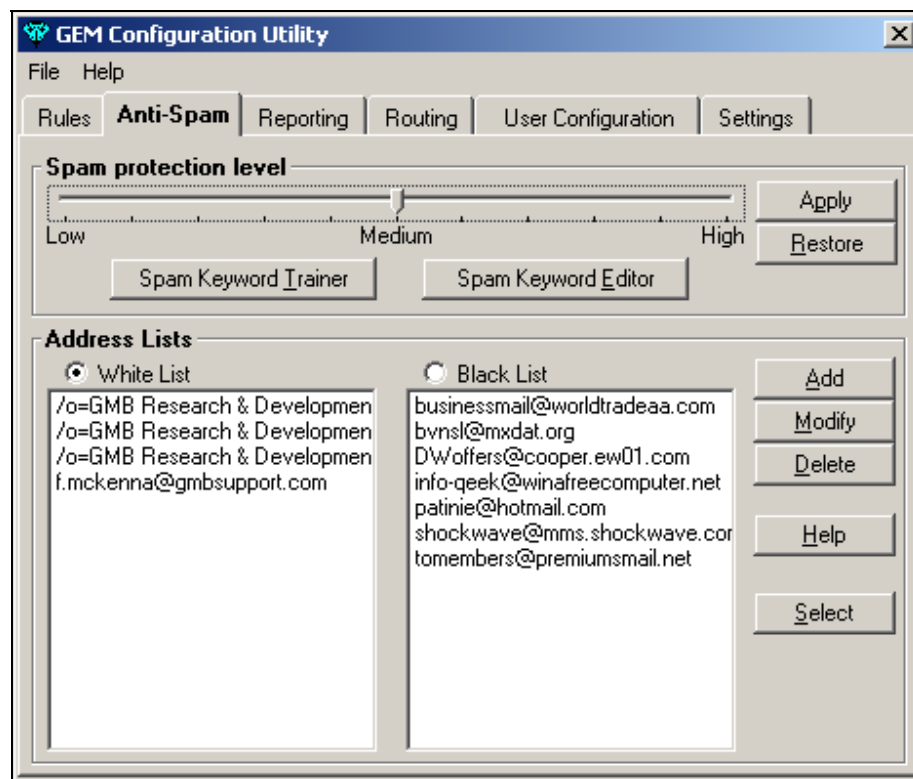 GEM Configuration Utility
File Help
Rules Anti-Spam Reporting Routing User Configuration Settings
Spam protection level
Apply
Low Medium High
Restore
Spam Keyword Trainer Spam Keyword Editor
Address Lists
White List
/o=GMB Research & Developmen
/o=GMB Research & Developmen
/o=GMB Research & Developmen
f.mckenna@gmbsupport.com
Black List
businessmail@worldtradeaa.com
bvnsl@mxdat.org
DWoffers@cooper.ew01.com
info-qeek@winafreecomputer.net
patinie@hotmail.com
shockwave@mms.shockwave.cor
tomembers@premiumsmail.net
Add
Modify
Delete
Help
Select